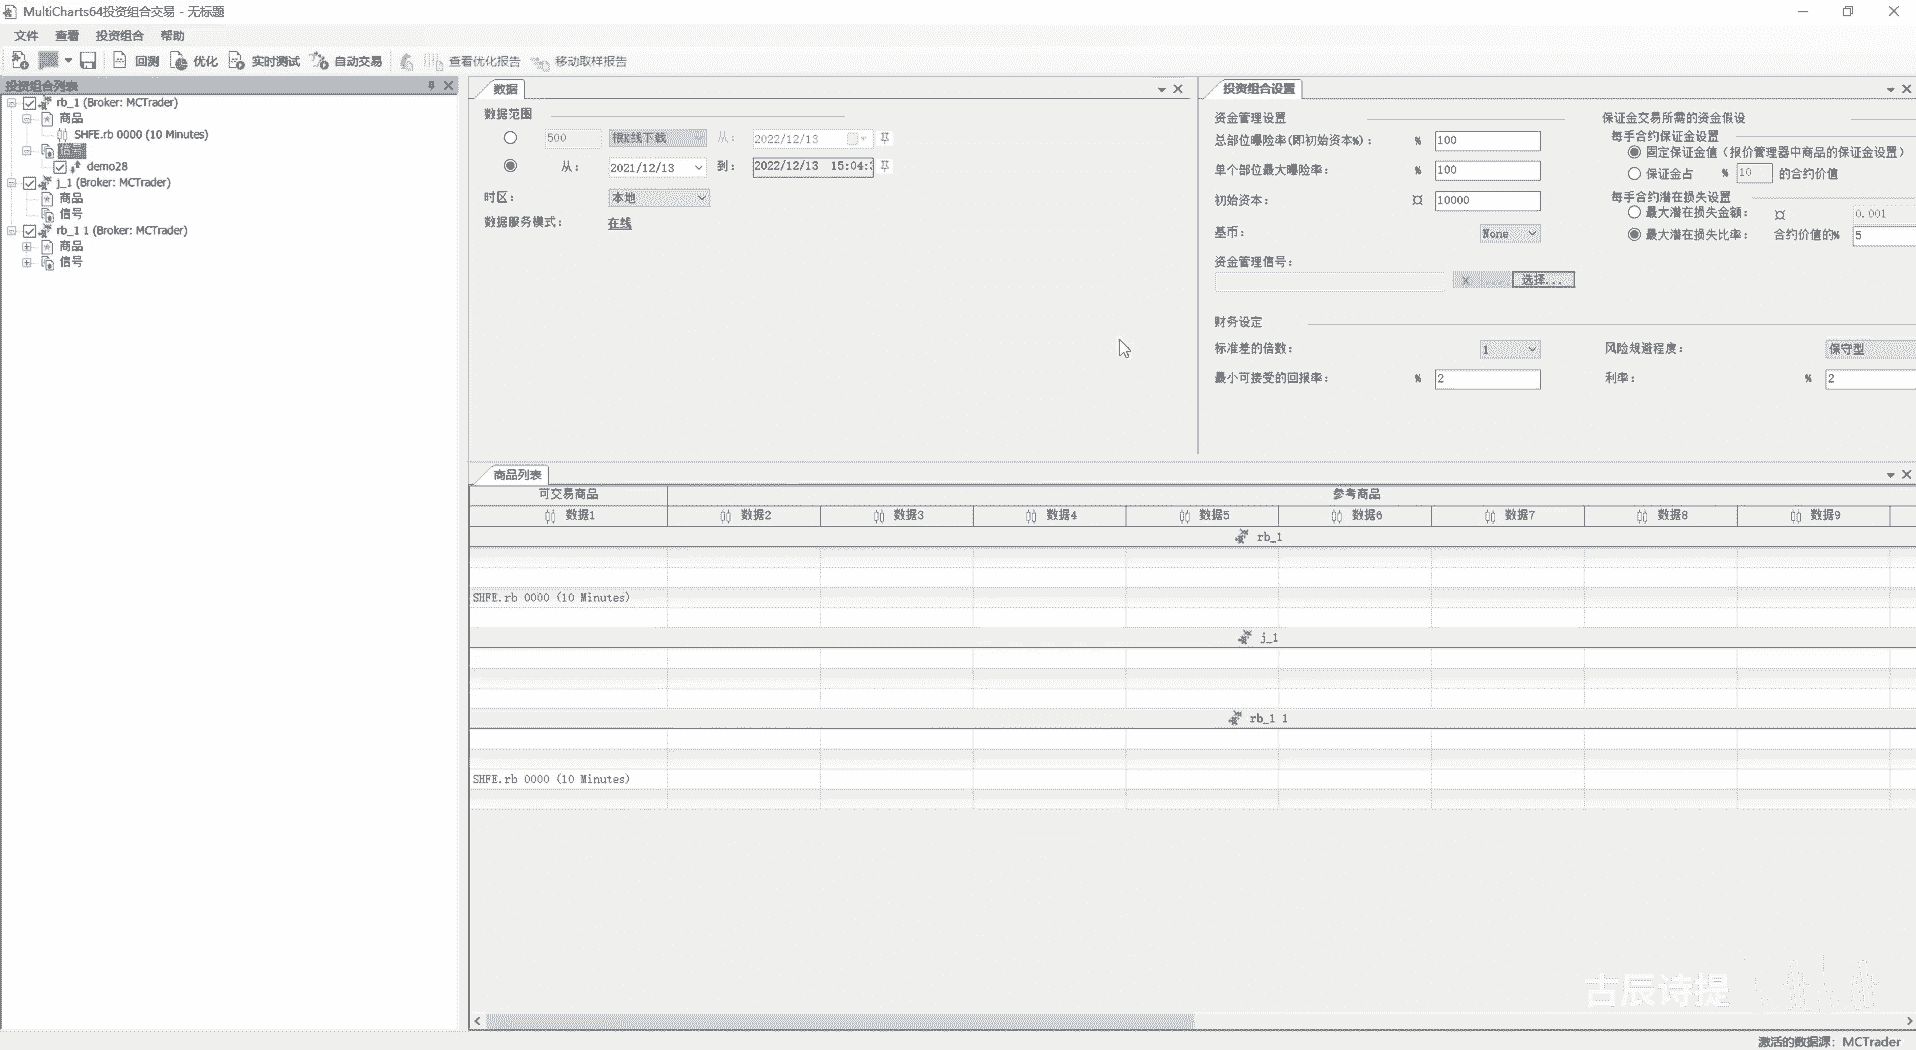 MultiCharts64投资组合交易 - 无标题
文件 查看 投资组合 帮助
回测 优化 实时测试 自动交易 查看优化报告 移动取样报告
投资组合列表
rb_1 (Broker: MCTrader)
商品
SHFE.rb 0000 (10 Minutes)
信号
demo28
j_1 (Broker: MCTrader)
商品
信号
rb_1 1 (Broker: MCTrader)
商品
信号
数据
数据范围
500 根K线下载 从: 2022/12/13
从: 2021/12/13 到: 2022/12/13 15:04:
时区: 本地
数据服务模式: 在线
投资组合设置
资金管理设置
总部位曝险率(即初始资本%): % 100
单个部位最大曝险率: % 100
初始资本: ¤ 10000
基币: None
资金管理信号:
选择...
保证金交易所需的资金假设
每手合约保证金设置
固定保证金值（报价管理器中商品的保证金设置）
保证金占 % 10 的合约价值
每手合约潜在损失设置
最大潜在损失金额: ¤ 0.001
最大潜在损失比率: 合约价值的% 5
财务设定
标准差的倍数: 1 风险规避程度: 保守型
最小可接受的回报率: % 2 利率: % 2
商品列表
可交易商品 参考商品
数据1 数据2 数据3 数据4 数据5 数据6 数据7 数据8 数据9
rb_1
SHFE.rb 0000 (10 Minutes)
j_1
rb_1 1
SHFE.rb 0000 (10 Minutes)
古辰诗提
激活的数据源: MCTrader